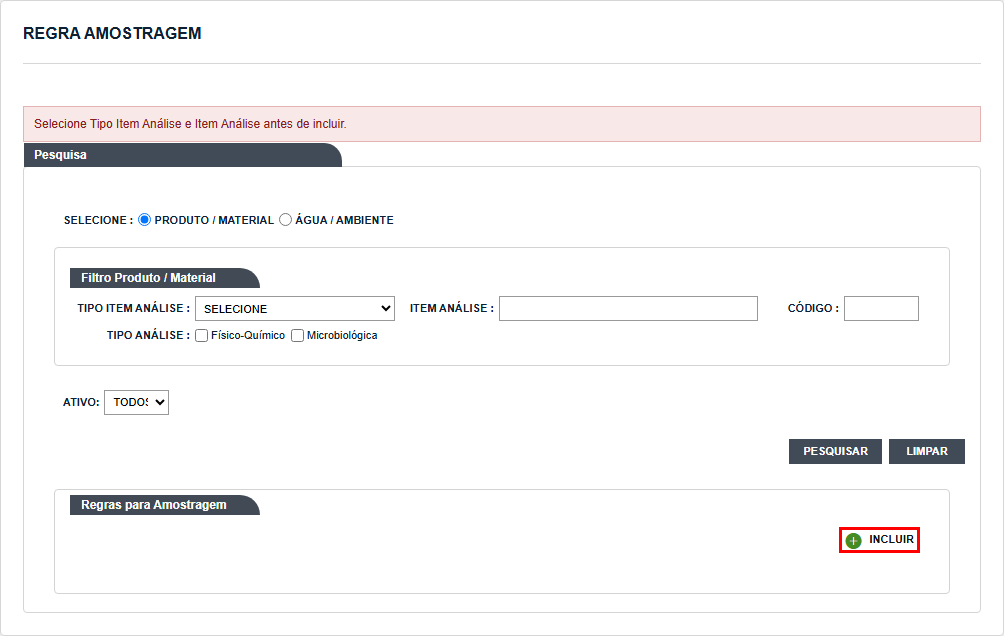 REGRA AMOSTRAGEM
Selecione Tipo Item Análise e Item Análise antes de incluir.
Pesquisa
SELECIONE : PRODUTO / MATERIAL ÁGUA / AMBIENTE
Filtro Produto / Material
TIPO ITEM ANÁLISE : SELECIONE ITEM ANÁLISE : CÓDIGO :
TIPO ANÁLISE : Físico-Químico Microbiológica
ATIVO: TODOS
PESQUISAR LIMPAR
Regras para Amostragem
INCLUIR